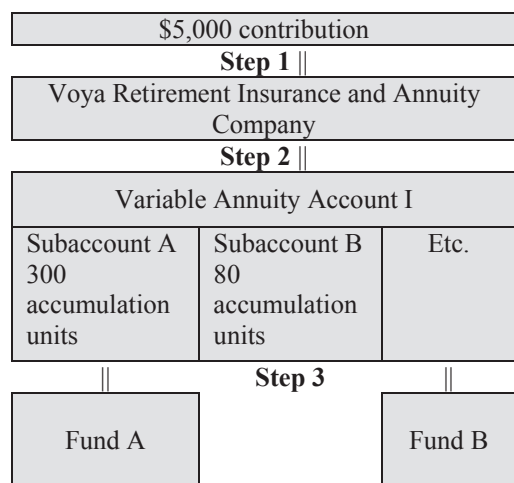 $5,000 contribution
Step 1 ||
Voya Retirement Insurance and Annuity
Company
Step 2 ||
Variable Annuity Account I
Subaccount A
300
accumulation
units
Subaccount B
80
accumulation
units
Etc.
|| Step 3 ||
Fund A
Fund B